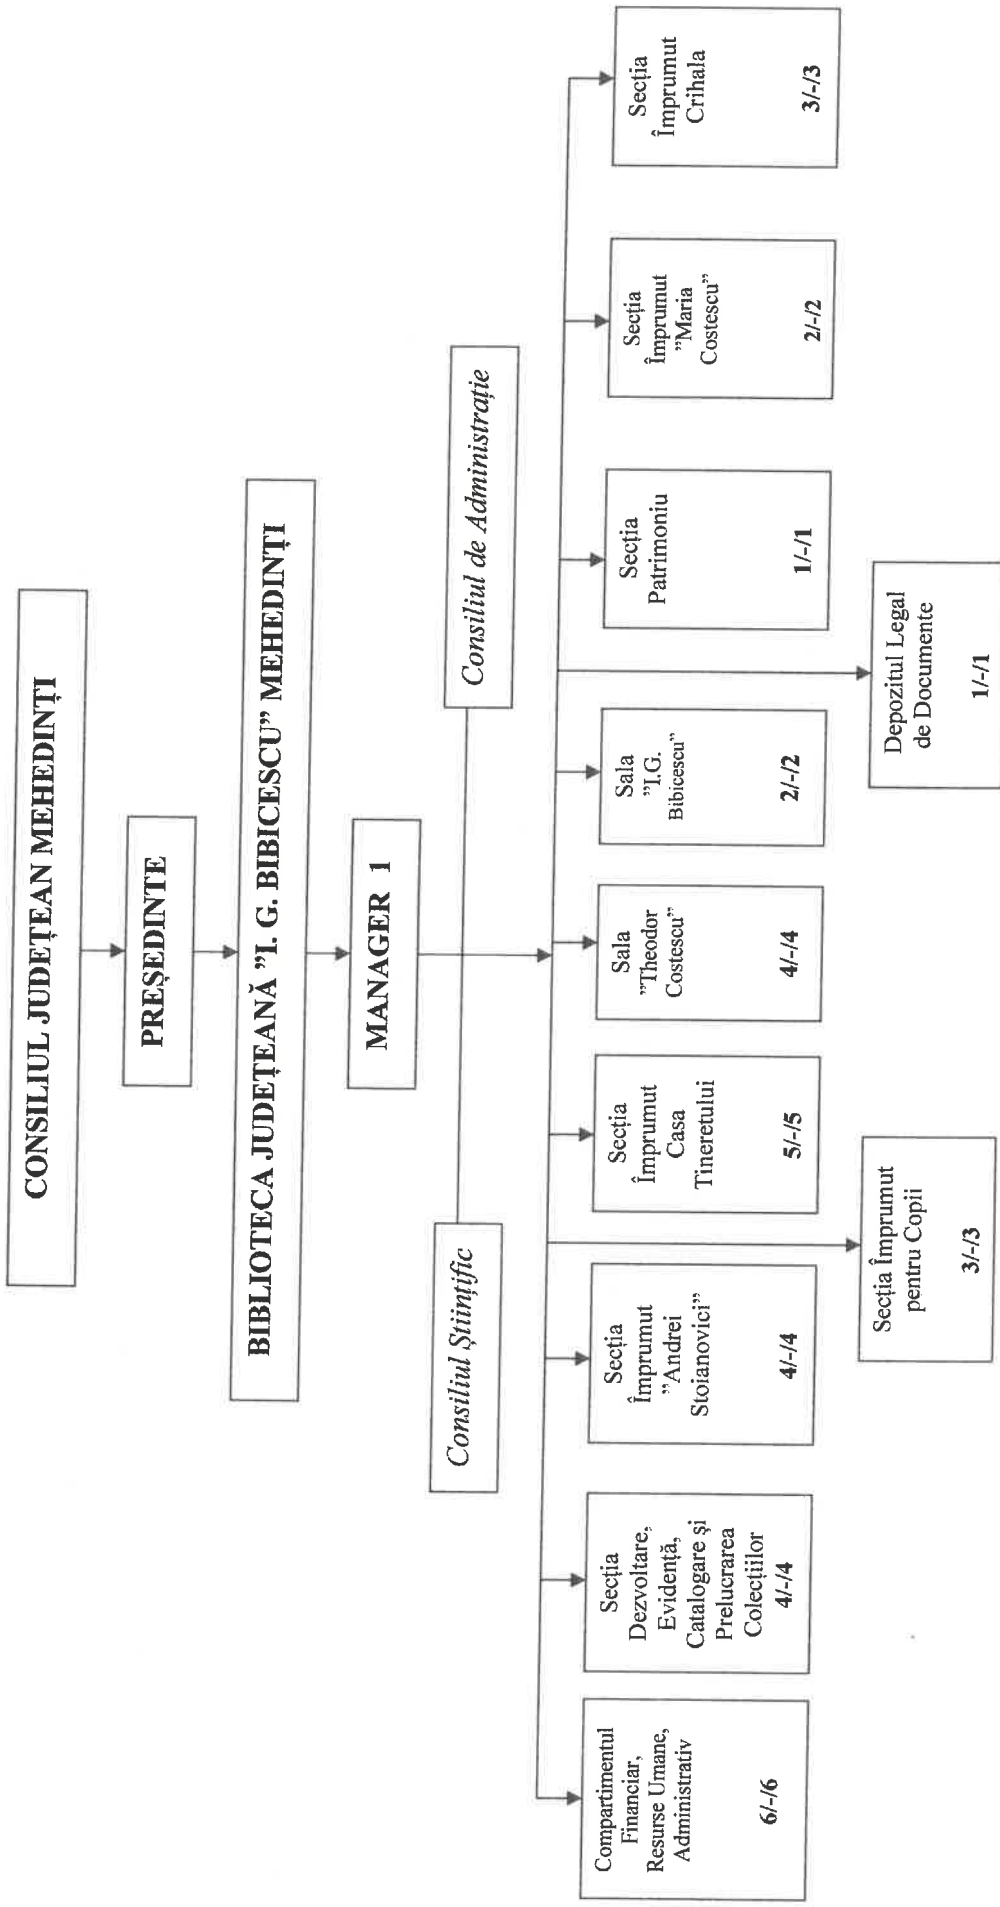 CONSILIUL JUDEȚEAN MEHEDINȚI
PREȘEDINTE
BIBLIOTECA JUDEȚEANĂ ”I. G. BIBICESCU” MEHEDINȚI
MANAGER 1
Consiliul Științific
Consiliul de Administrație
Compartimentul
Financiar,
Resurse Umane,
Administrativ
6/-/6
Secția
Dezvoltare,
Evidență,
Catalogare și
Prelucrarea
Colecțiilor
4/-/4
Secția
Împrumut
”Andrei
Stoianovici”
4/-/4
Secția Împrumut
pentru Copii
3/-/3
Secția
Împrumut
Casa
Tineretului
5/-/5
Sala
”Theodor
Costescu”
4/-/4
Sala
”I.G.
Bibicescu”
2/-/2
Depozitul Legal
de Documente
1/-/1
Secția
Patrimoniu
1/-/1
Secția
Împrumut
”Maria
Costescu”
2/-/2
Secția
Împrumut
Crihala
3/-/3